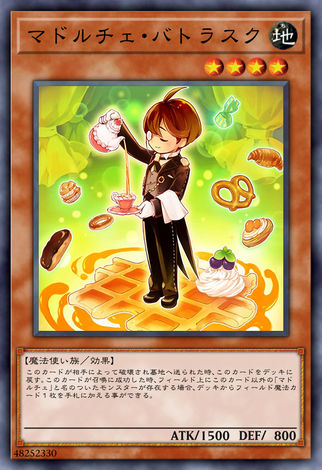 マドルチェ・バトラスク
地
ち
【魔法使い族／効果】
このカードが相手によって破壊され墓地へ送られた時、このカードをデッキに
戻す。このカードが召喚に成功した時、フィールド上にこのカード以外の「マド
ルチェ」と名のついたモンスターが存在する場合、デッキからフィールド魔法カ
ード１枚を手札に加える事ができる。
ATK/1500 DEF/ 800
48252330